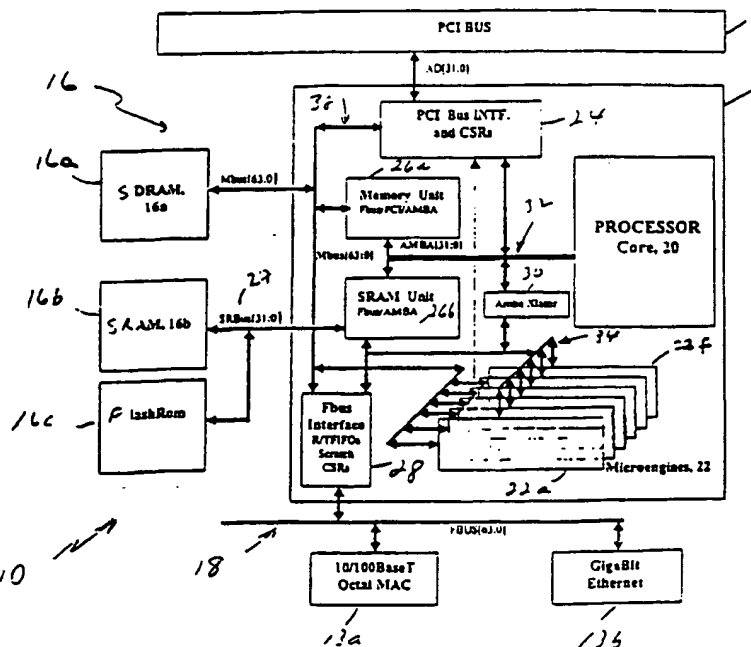 PCI BUS
AD[31:0]
16
38
PCI Bus INTF.
and CSRs
24
16a
SDRAM.
16a
Mbus[63:0]
26a
Memory Unit
Fbus/PCI/AMBA
32
PROCESSOR
Core, 20
Mbus[63:0]
AMBA[31:0]
30
16b
SRAM. 16b
27
SRBus[31:0]
SRAM Unit
Fbus/AMBA
26b
34
16c
FlashRom
Fbus
Interface
R/TFIFOs
Scratch
CSRs
28
22f
Microengines, 22
22a
10
18
FBUS[63:0]
10/100BaseT
Octal MAC
GigaBit
Ethernet
13a
13b